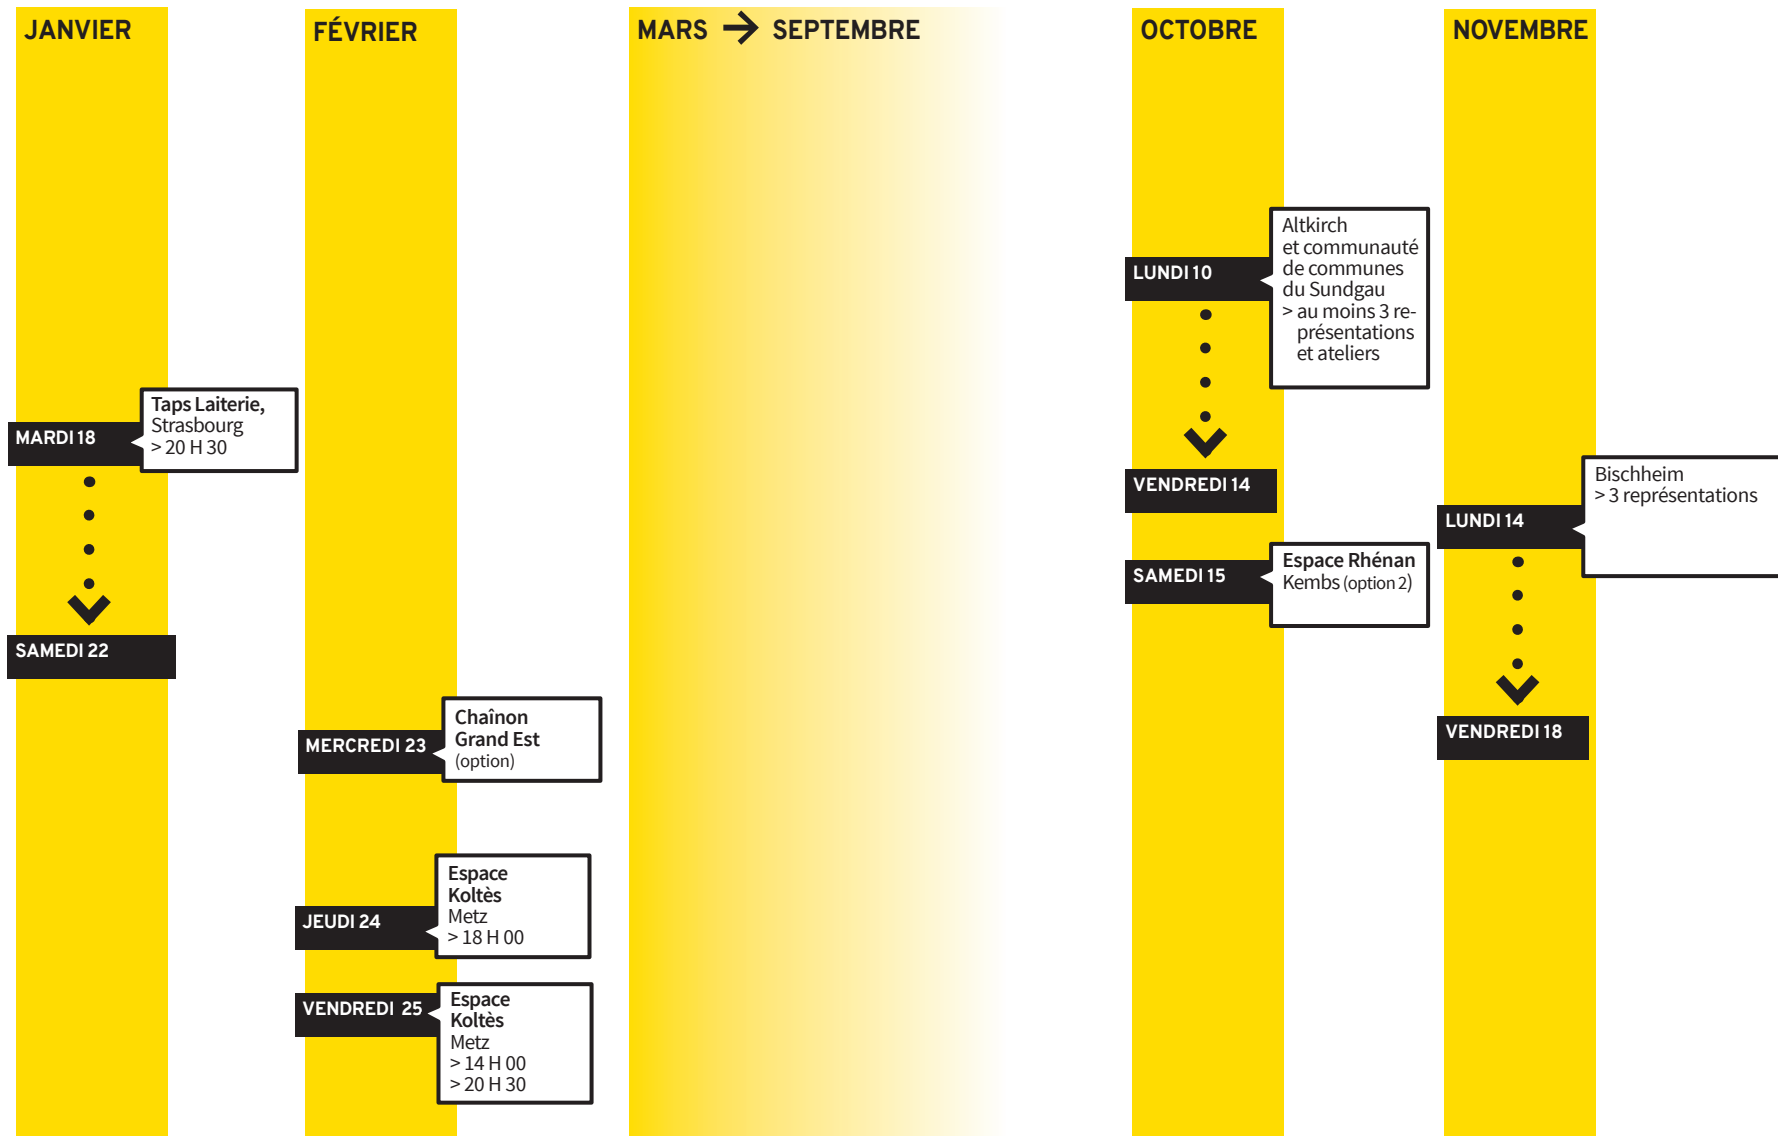 JANVIER
MARDI 18
Taps Laiterie,
Strasbourg
> 20 H 30
SAMEDI 22
FÉVRIER
MERCREDI 23
Chaînon
Grand Est
(option)
JEUDI 24
Espace
Koltès
Metz
> 18 H 00
VENDREDI 25
Espace
Koltès
Metz
> 14 H 00
> 20 H 30
MARS → SEPTEMBRE
OCTOBRE
LUNDI 10
Altkirch
et communauté
de communes
du Sundgau
> au moins 3 re-
présentations
et ateliers
VENDREDI 14
SAMEDI 15
Espace Rhénan
Kembs (option 2)
NOVEMBRE
LUNDI 14
Bischheim
> 3 représentations
VENDREDI 18